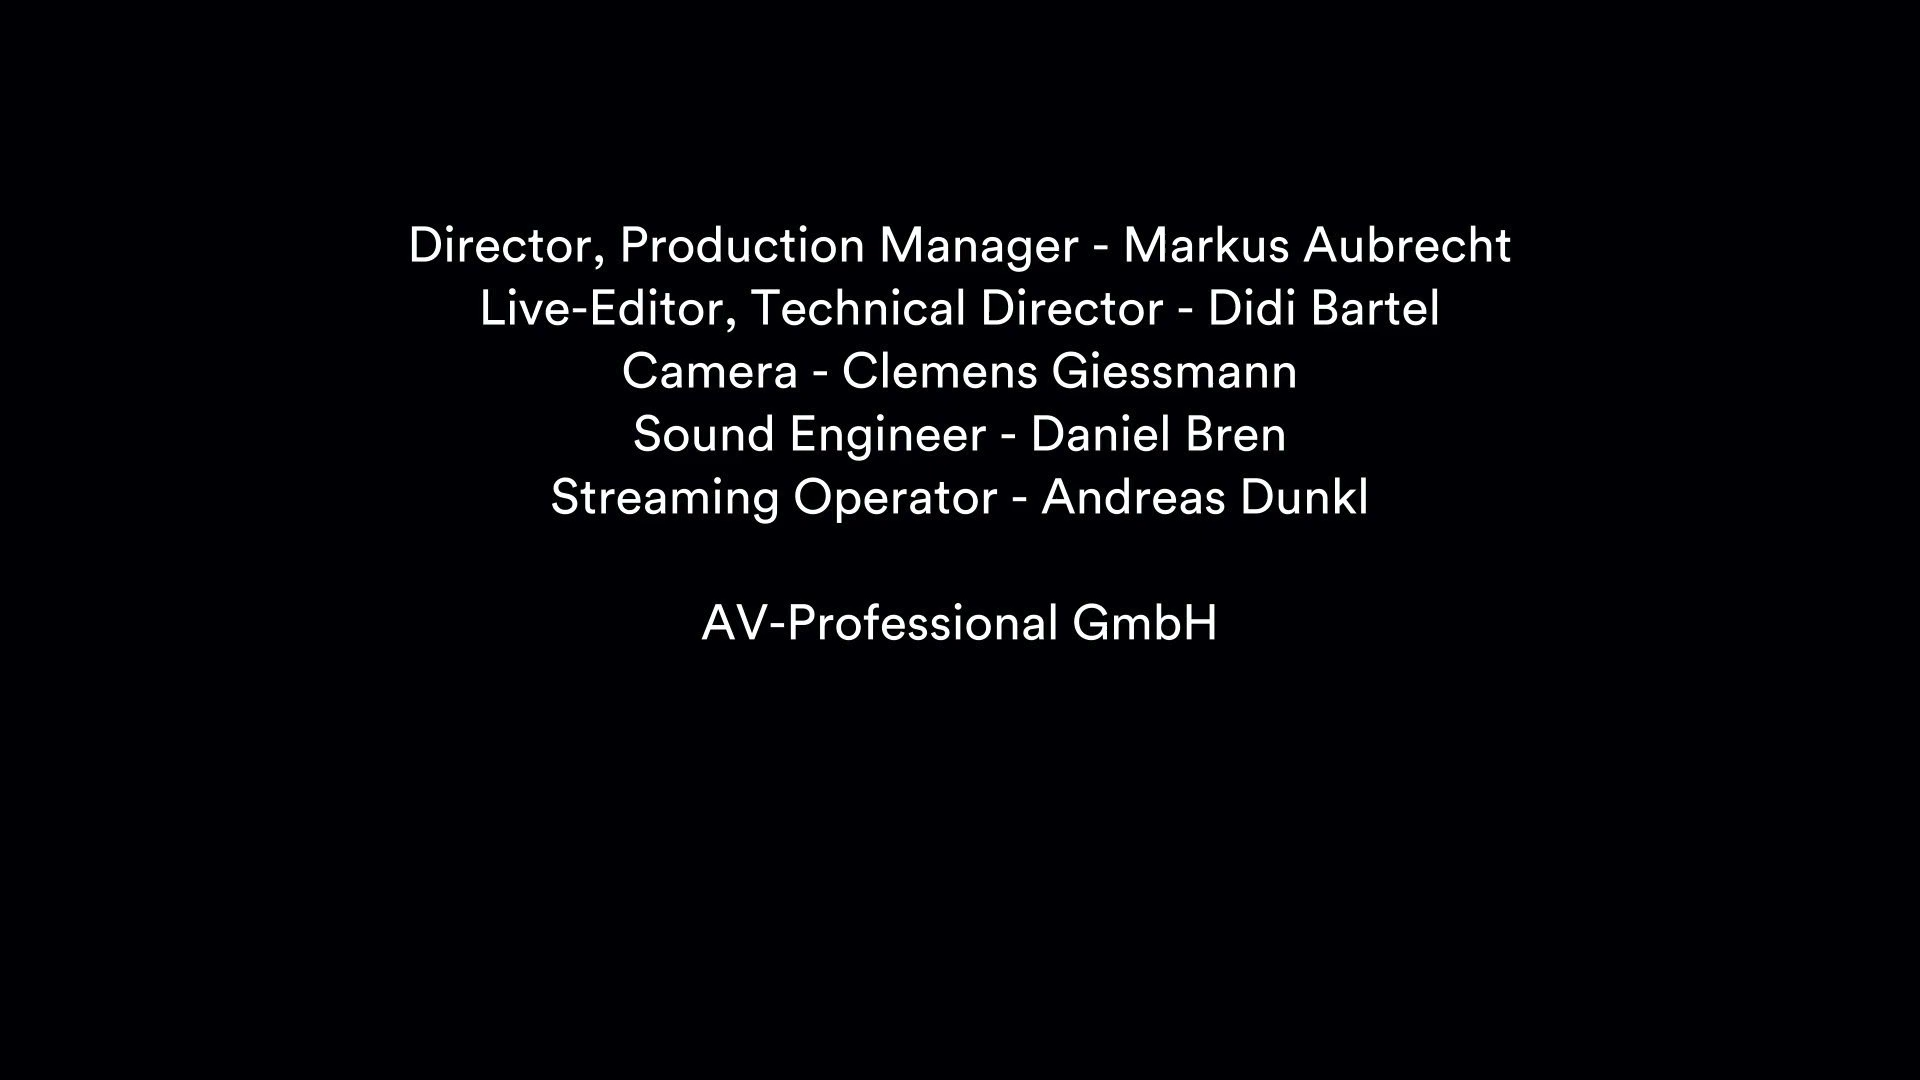 Director, Production Manager - Markus Aubrecht
Live-Editor, Technical Director - Didi Bartel
Camera - Clemens Giessmann
Sound Engineer - Daniel Bren
Streaming Operator - Andreas Dunkl
AV-Professional GmbH